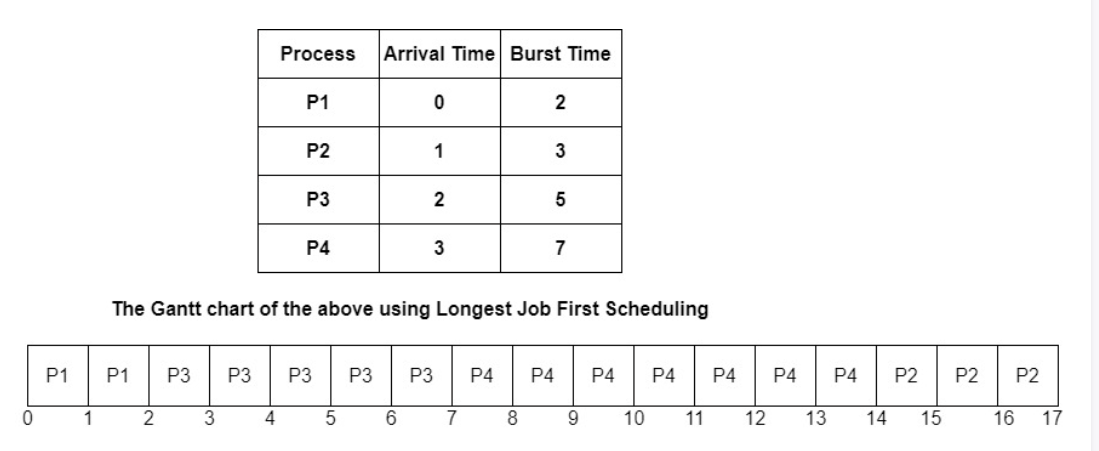 Process Arrival Time Burst Time
P1 0 2
P2 1 3
P3 2 5
P4 3 7
The Gantt chart of the above using Longest Job First Scheduling
P1 P1 P3 P3 P3 P3 P3 P4 P4 P4 P4 P4 P4 P4 P2 P2 P2
0 1 2 3 4 5 6 7 8 9 10 11 12 13 14 15 16 17